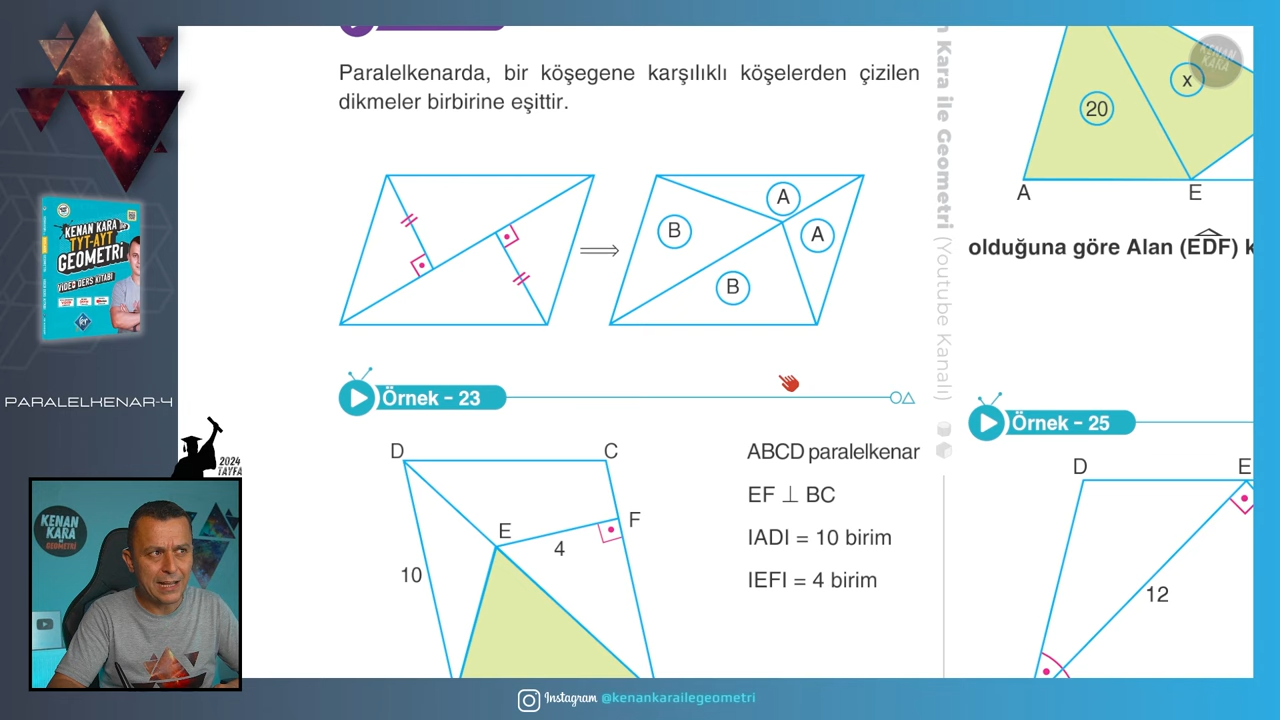 Paralelkenarda, bir köşegene karşılıklı köşelerden çizilen
dikmeler birbirine eşittir.
A
B
A
B
Örnek - 23
D
C
E
F
4
10
ABCD paralelkenar
EF ⊥ BC
IADI = 10 birim
IEFI = 4 birim
n Kara ile Geometri (Youtube Kanalı)
20
x
A
E
olduğuna göre Alan (EDF) k
Örnek - 25
D
E
12
KENAN KARA
KENAN KARA
TYT-AYT
GEOMETRİ
VİDEO DERS KİTABI
PARALELKENAR-4
2024
TAYFA
KENAN
KARA
GEOMETRİ
Instagram @kenankarailegeometri